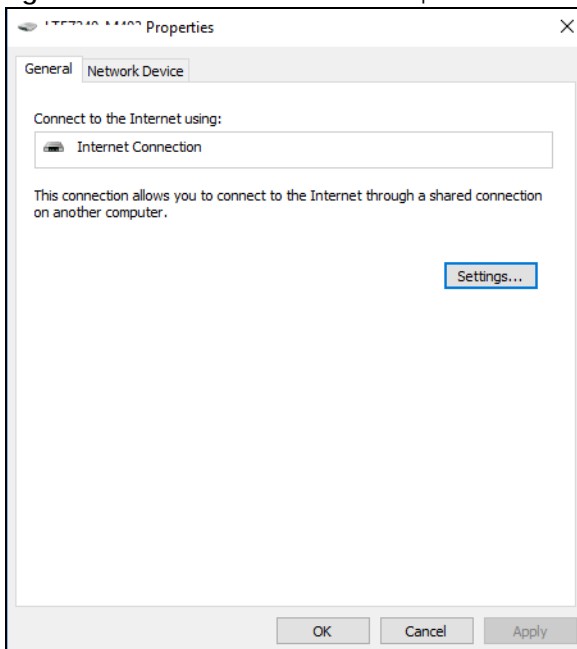 Properties
General Network Device
Connect to the Internet using:
Internet Connection
This connection allows you to connect to the Internet through a shared connection
on another computer.
Settings...
OK Cancel Apply